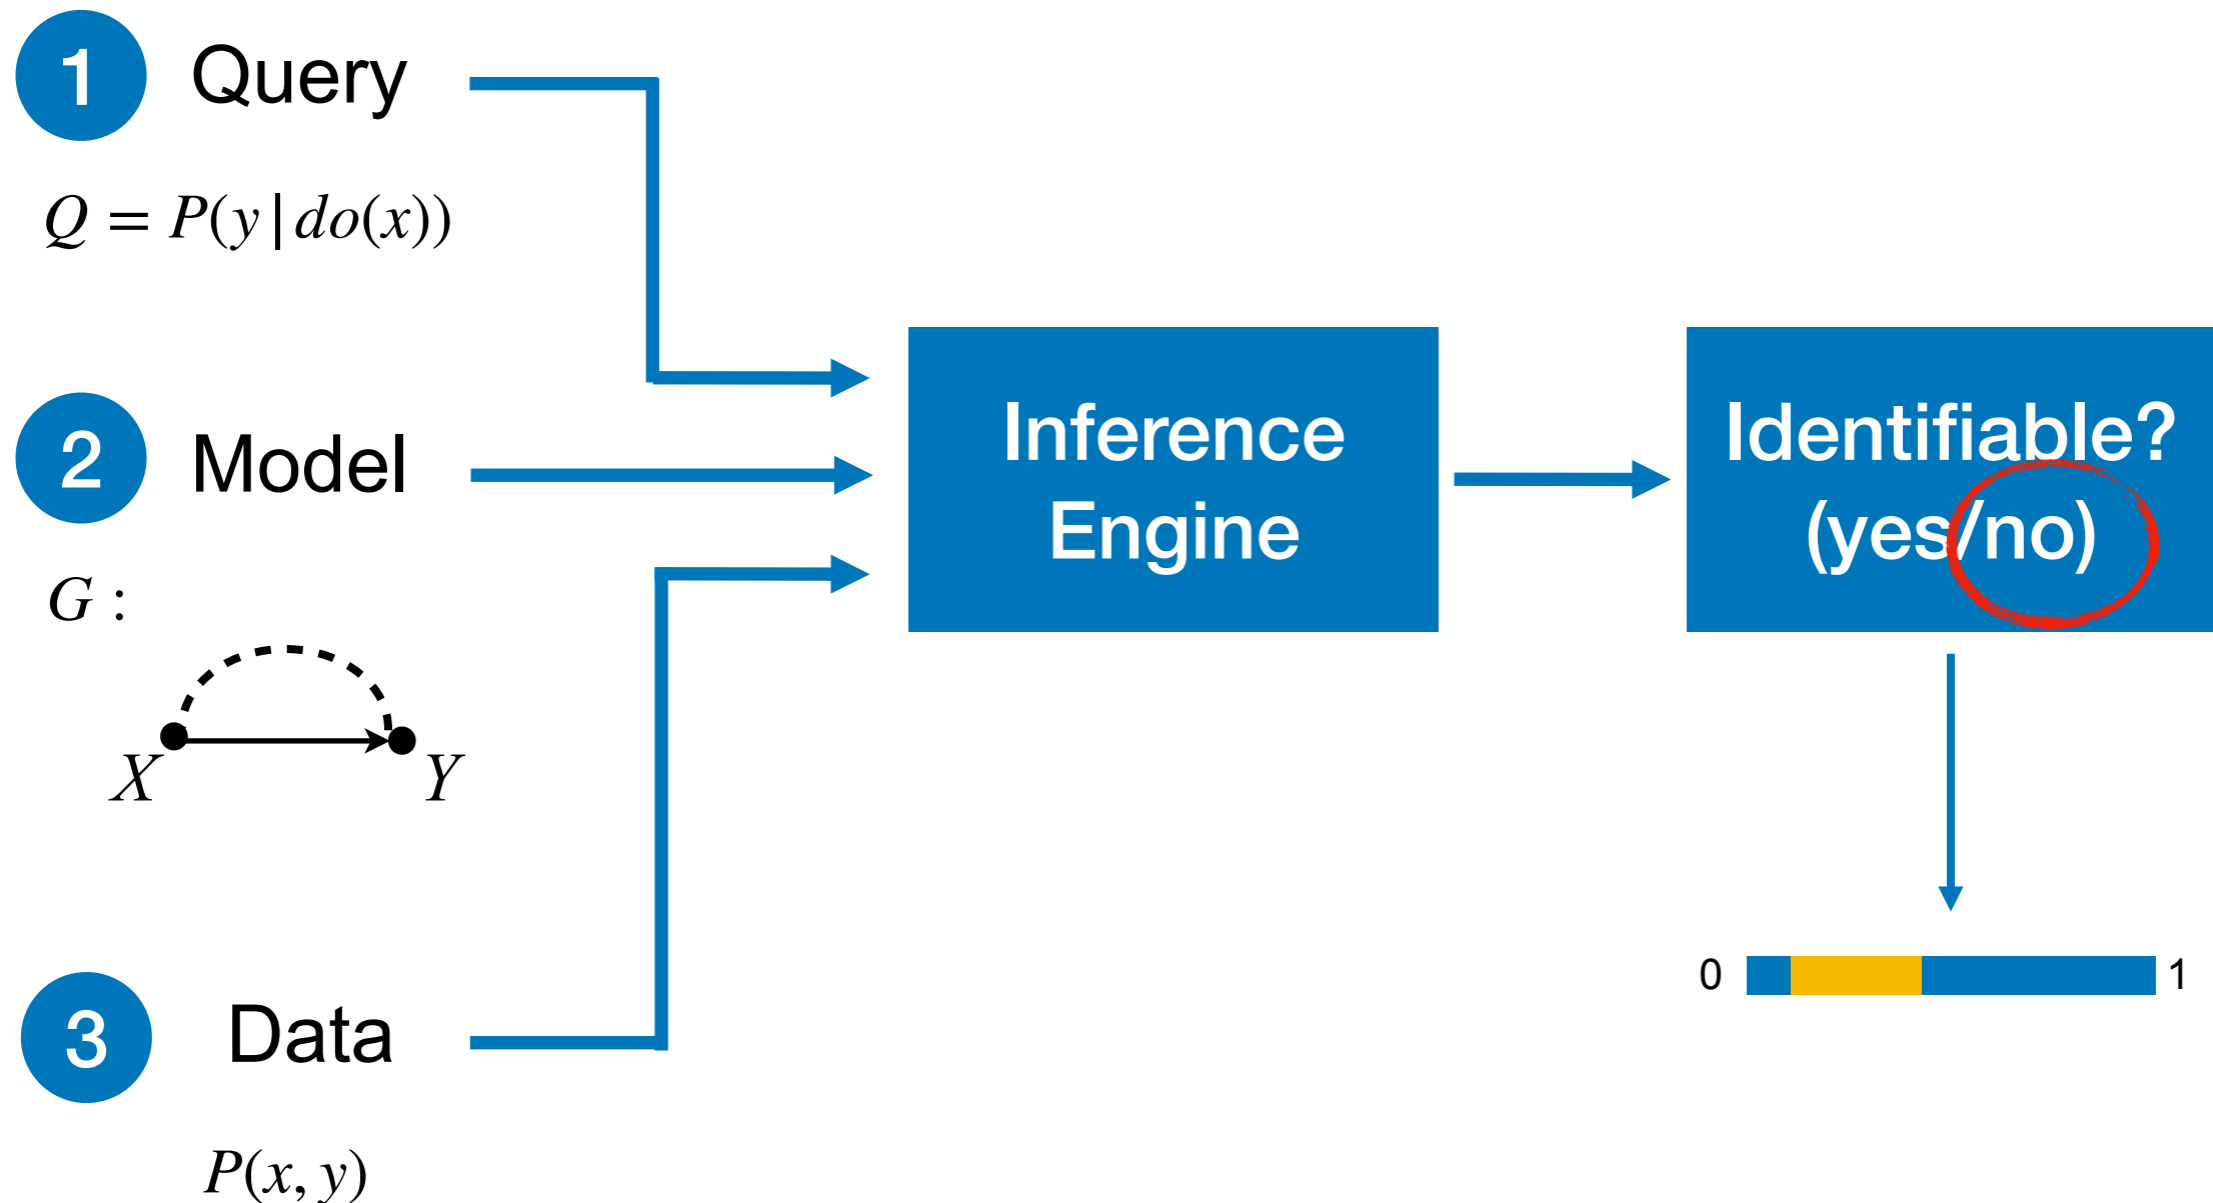 1 Query
Q = P(y | do(x))
2 Model
G :
X Y
3 Data
P(x, y)
Inference
Engine
Identifiable?
(yes/no)
0 1